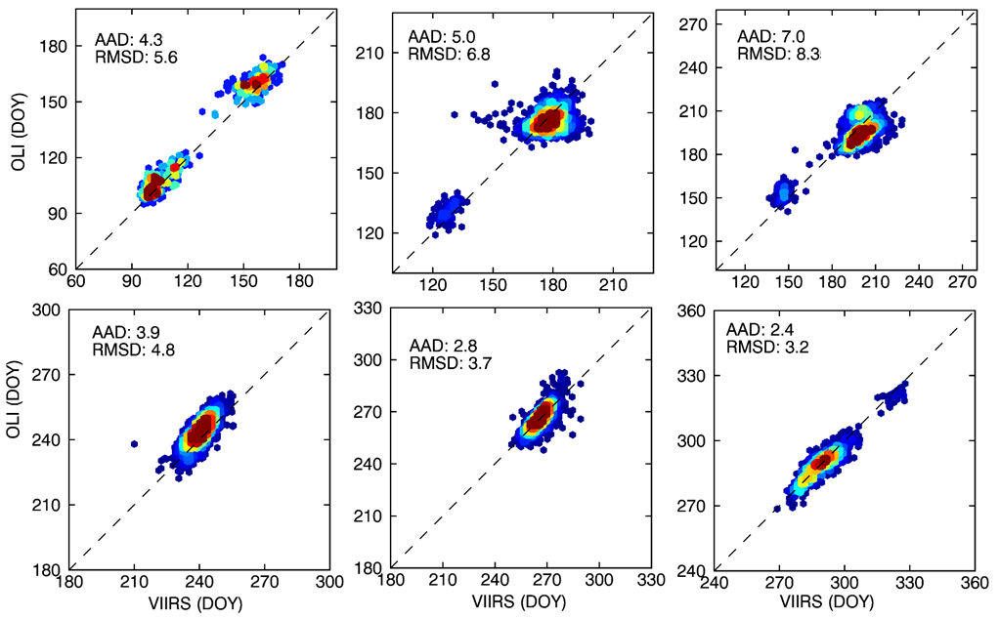 AAD: 4.3
RMSD: 5.6
180
150
120
90
60
OLI (DOY)
60 90 120 150 180
AAD: 5.0
RMSD: 6.8
210
180
150
120
120 150 180 210
AAD: 7.0
RMSD: 8.3
270
240
210
180
150
120
120 150 180 210 240 270
AAD: 3.9
RMSD: 4.8
300
270
240
210
180
OLI (DOY)
180 210 240 270 300
VIIRS (DOY)
AAD: 2.8
RMSD: 3.7
330
300
270
240
210
180
180 210 240 270 300 330
VIIRS (DOY)
AAD: 2.4
RMSD: 3.2
360
330
300
270
240
240 270 300 330 360
VIIRS (DOY)